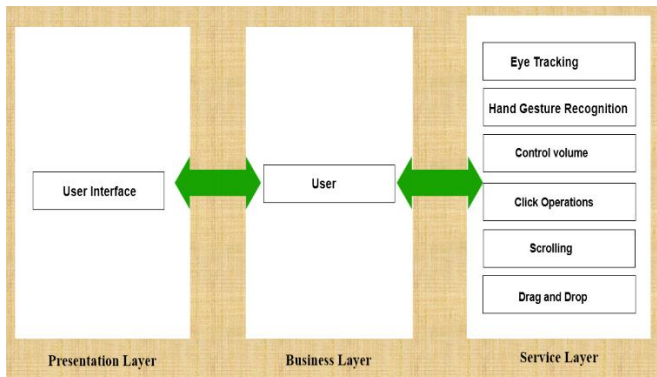 User Interface
Presentation Layer
User
Business Layer
Eye Tracking
Hand Gesture Recognition
Control volume
Click Operations
Scrolling
Drag and Drop
Service Layer